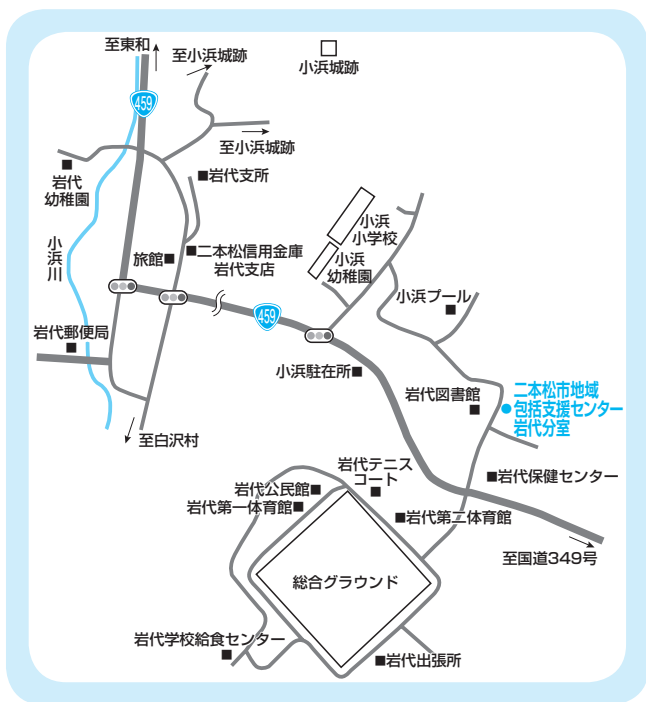 至東和
至小浜城跡
小浜城跡
459
至小浜城跡
岩代
幼稚園
岩代支所
小浜
小学校
小浜川
旅館
二本松信用金庫
岩代支店
小浜
幼稚園
小浜プール
459
岩代郵便局
小浜駐在所
岩代図書館
二本松市地域
包括支援センター
岩代分室
至白沢村
岩代テニス
コート
岩代保健センター
岩代公民館
岩代第一体育館
岩代第二体育館
至国道349号
総合グラウンド
岩代学校給食センター
岩代出張所